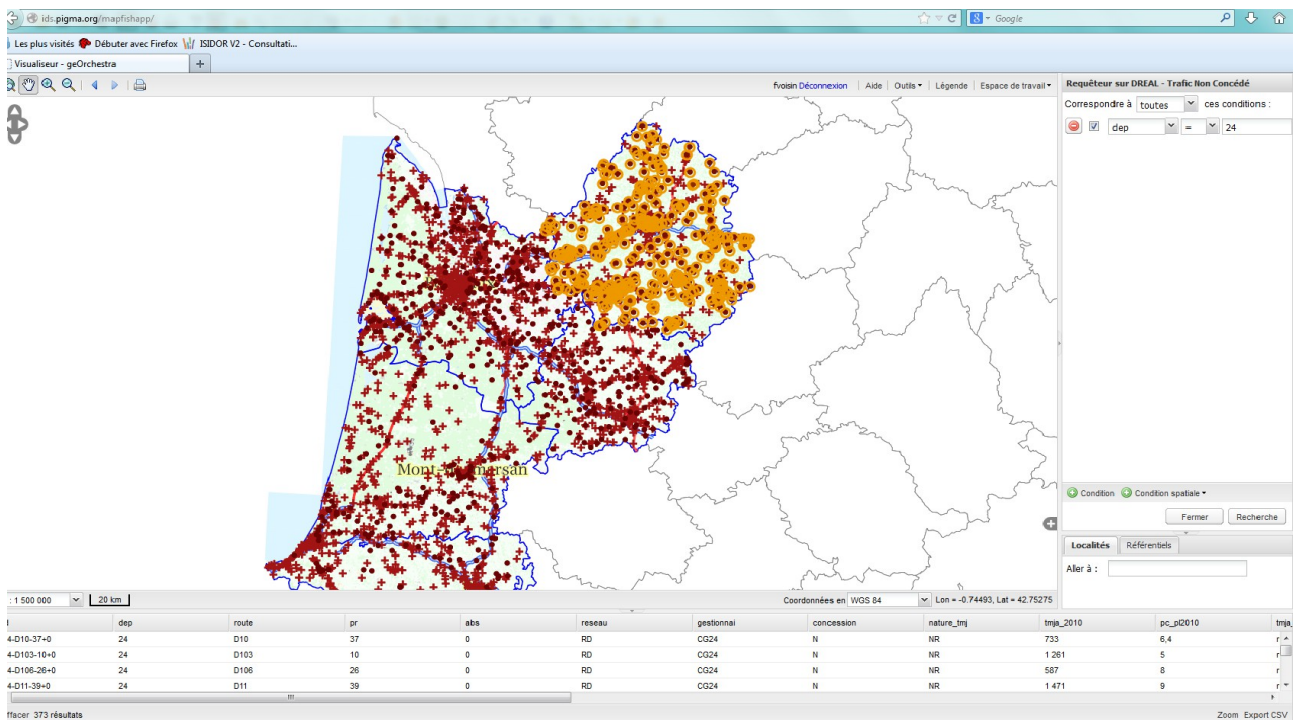 ids.pigma.org/mapfishapp/
Google
Les plus visités Débuter avec Firefox ISIDOR V2 - Consultati...
Visualiseur - geOrchestra +
fvoisin Déconnexion | Aide | Outils | Légende | Espace de travail
Requêteur sur DREAL - Trafic Non Concédé
Correspondre à toutes ces conditions :
dep = 24
Condition Condition spatiale
Fermer Recherche
Localités Référentiels
Aller à :
: 1 500 000 20 km Coordonnées en WGS 84 Lon = -0.74493, Lat = 42.75275
dep route pr abs reseau gestionnai concession nature_tmj tmja_2010 pc_pl2010 tmja_
4-D10-37+0 24 D10 37 0 RD CG24 N NR 733 6,4 r
4-D103-10+0 24 D103 10 0 RD CG24 N NR 1 261 5 r
4-D106-26+0 24 D106 26 0 RD CG24 N NR 587 8 r
4-D11-39+0 24 D11 39 0 RD CG24 N NR 1 471 9 r
ffacer 373 résultats Zoom Export CSV